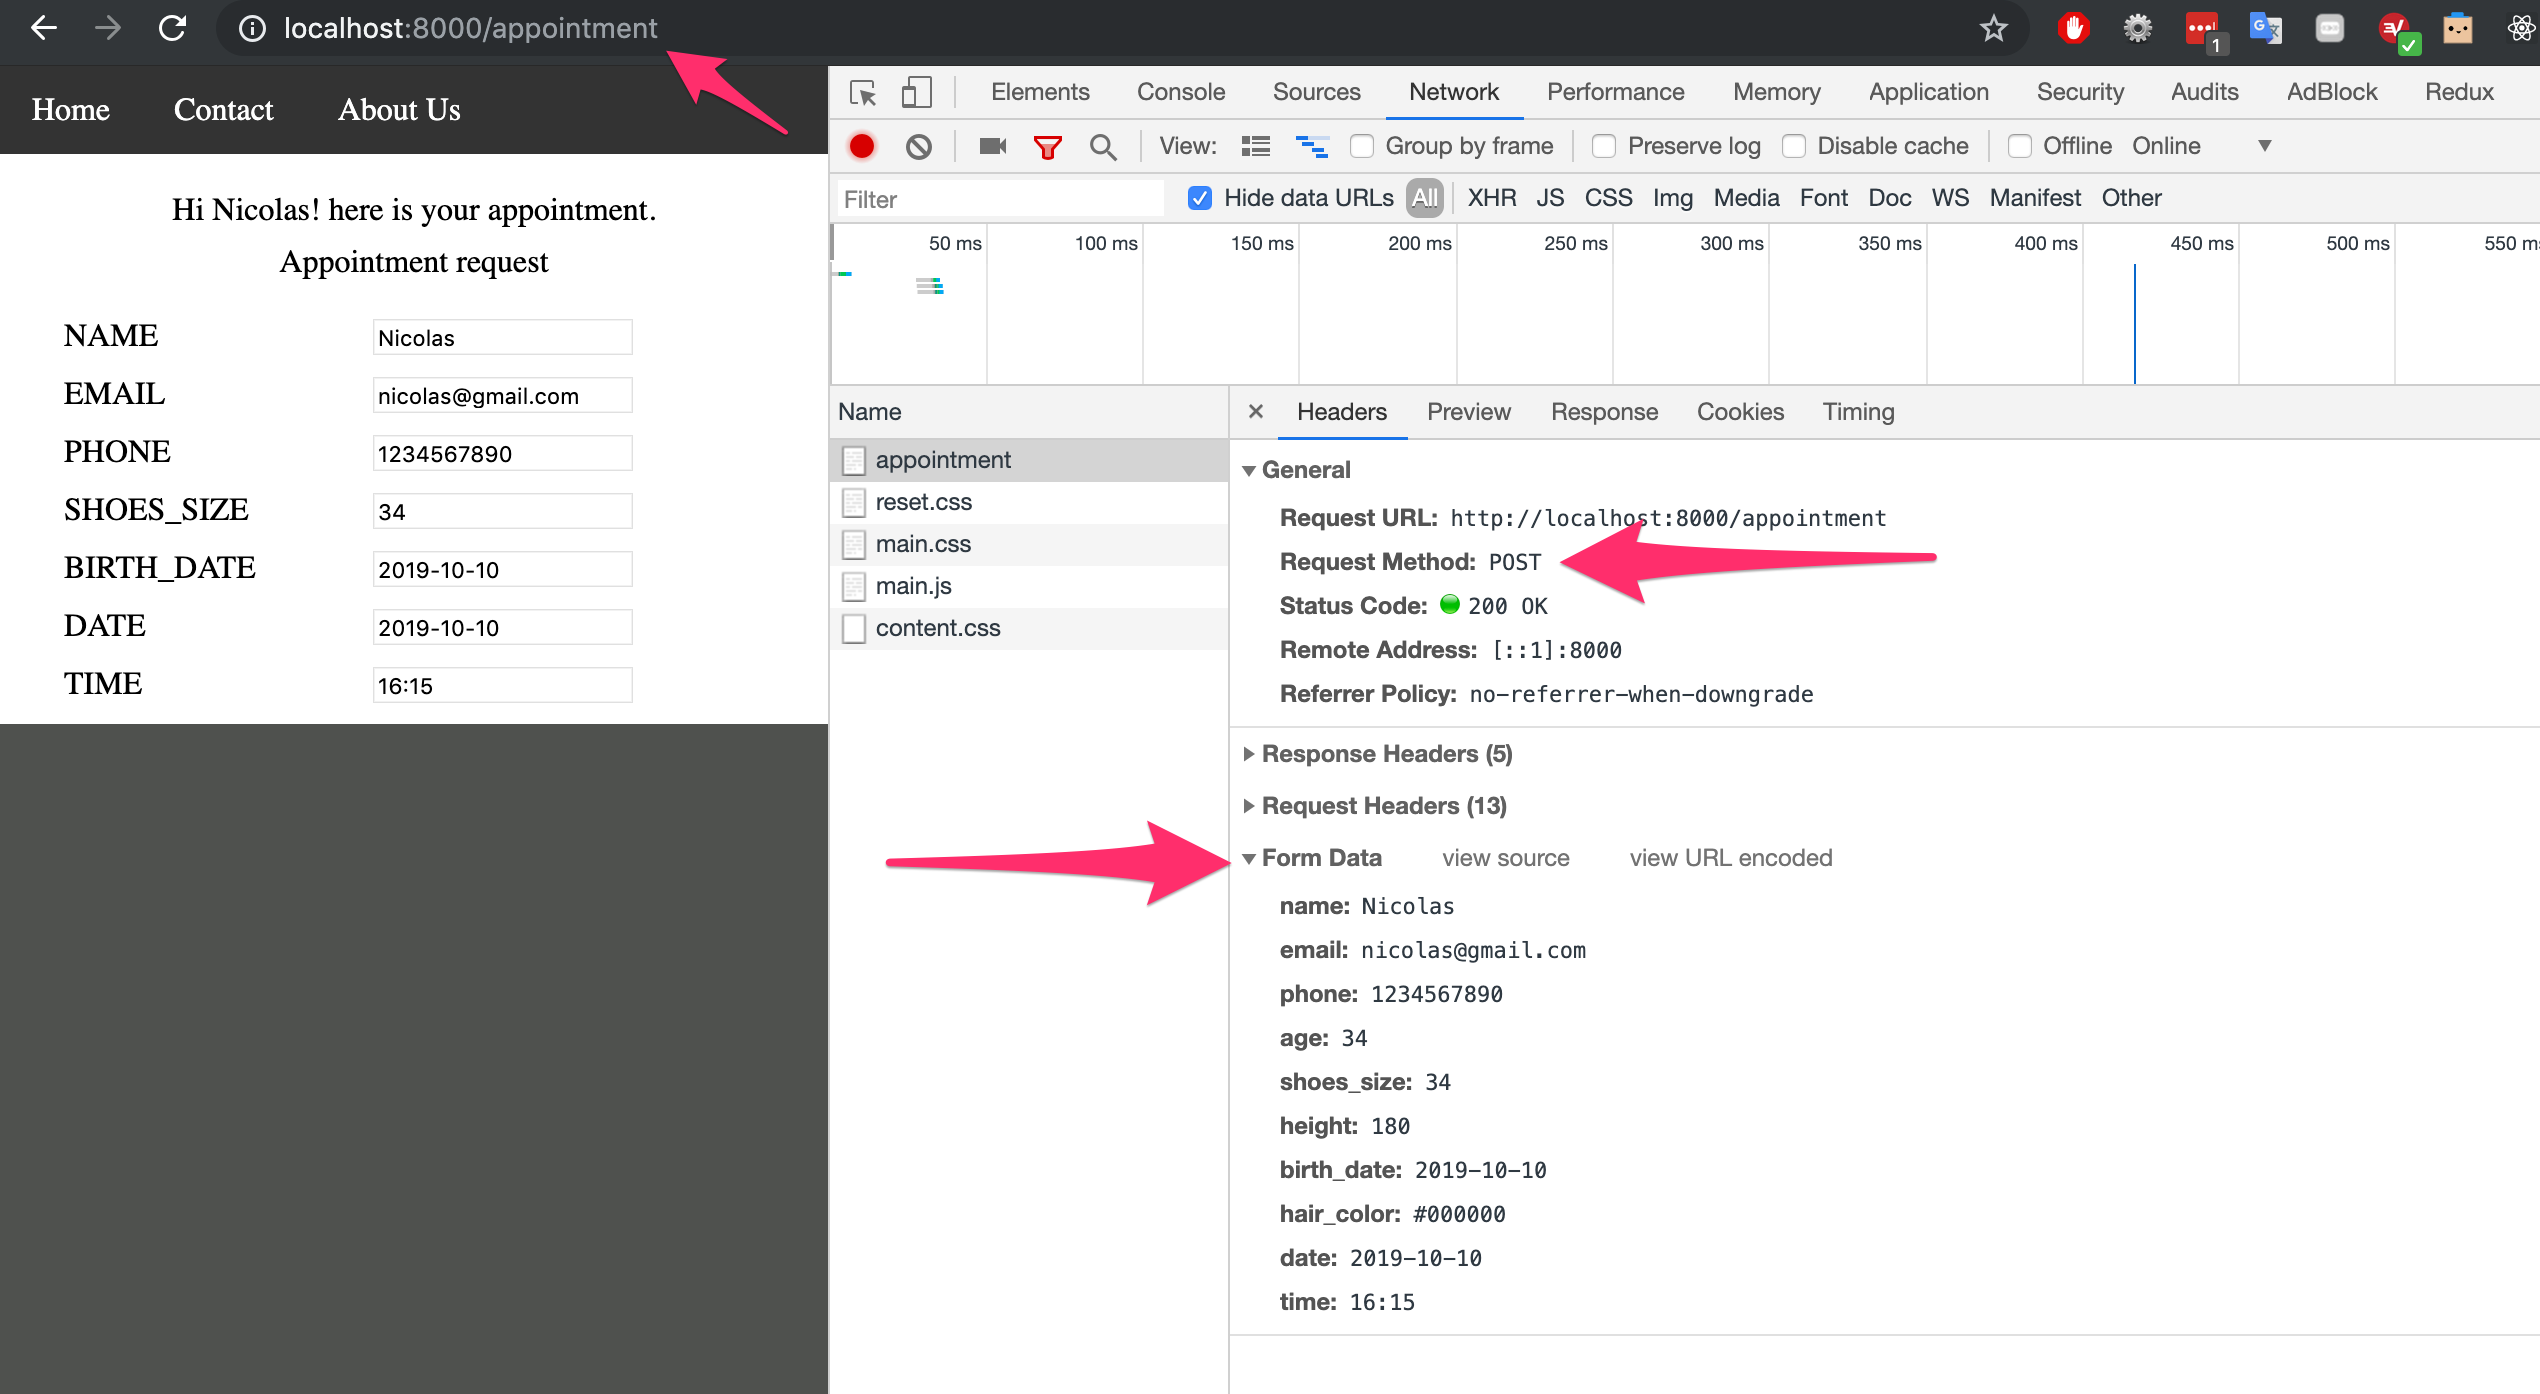 localhost:8000/appointment
1
Home Contact About Us
Hi Nicolas! here is your appointment.
Appointment request
NAME Nicolas
EMAIL nicolas@gmail.com
PHONE 1234567890
SHOES_SIZE 34
BIRTH_DATE 2019-10-10
DATE 2019-10-10
TIME 16:15
Elements Console Sources Network Performance Memory Application Security Audits AdBlock Redux
View: Group by frame Preserve log Disable cache Offline Online
Filter Hide data URLs All XHR JS CSS Img Media Font Doc WS Manifest Other
50 ms 100 ms 150 ms 200 ms 250 ms 300 ms 350 ms 400 ms 450 ms 500 ms 550 m
Name
appointment
reset.css
main.css
main.js
content.css
Headers Preview Response Cookies Timing
General
Request URL: http://localhost:8000/appointment
Request Method: POST
Status Code: 200 OK
Remote Address: [::1]:8000
Referrer Policy: no-referrer-when-downgrade
Response Headers (5)
Request Headers (13)
Form Data view source view URL encoded
name: Nicolas
email: nicolas@gmail.com
phone: 1234567890
age: 34
shoes_size: 34
height: 180
birth_date: 2019-10-10
hair_color: #000000
date: 2019-10-10
time: 16:15